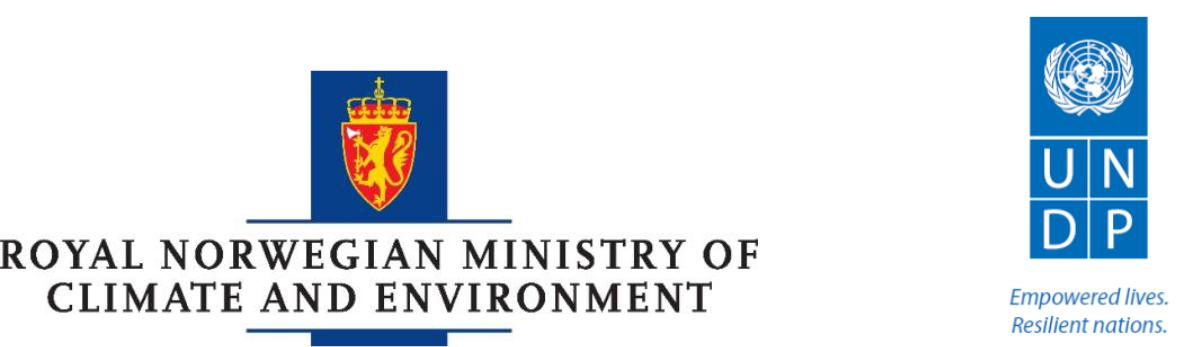 ROYAL NORWEGIAN MINISTRY OF
CLIMATE AND ENVIRONMENT
U N
D P
Empowered lives.
Resilient nations.